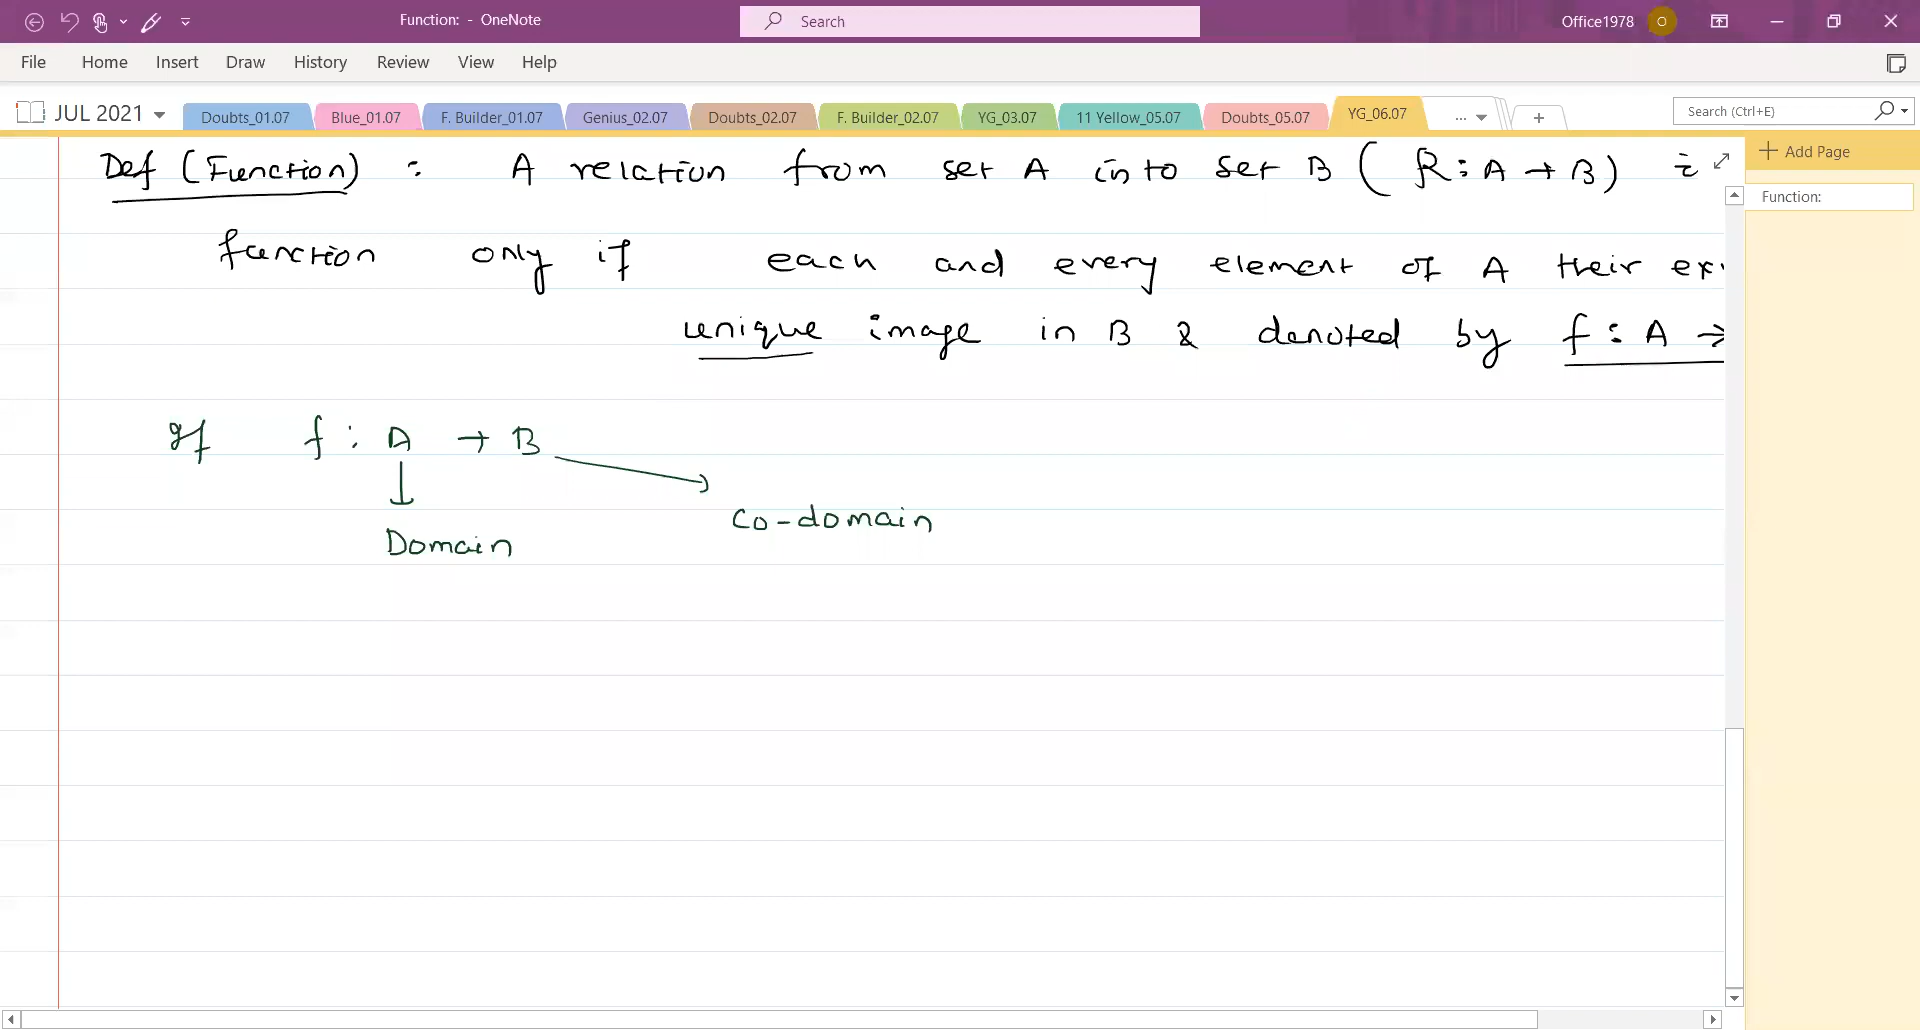 Function: - OneNote
Search
Office1978
O
File Home Insert Draw History Review View Help
JUL 2021
Doubts_01.07 Blue_01.07 F. Builder_01.07 Genius_02.07 Doubts_02.07 F. Builder_02.07 YG_03.07 11 Yellow_05.07 Doubts_05.07 YG_06.07 ... +
Search (Ctrl+E)
Add Page
Function:
Def (Function) : A relation from set A into set B ( R : A → B)
function only if each and every element of A their
unique image in B & denoted by f : A →
If f : A → B
Co-domain
Domain